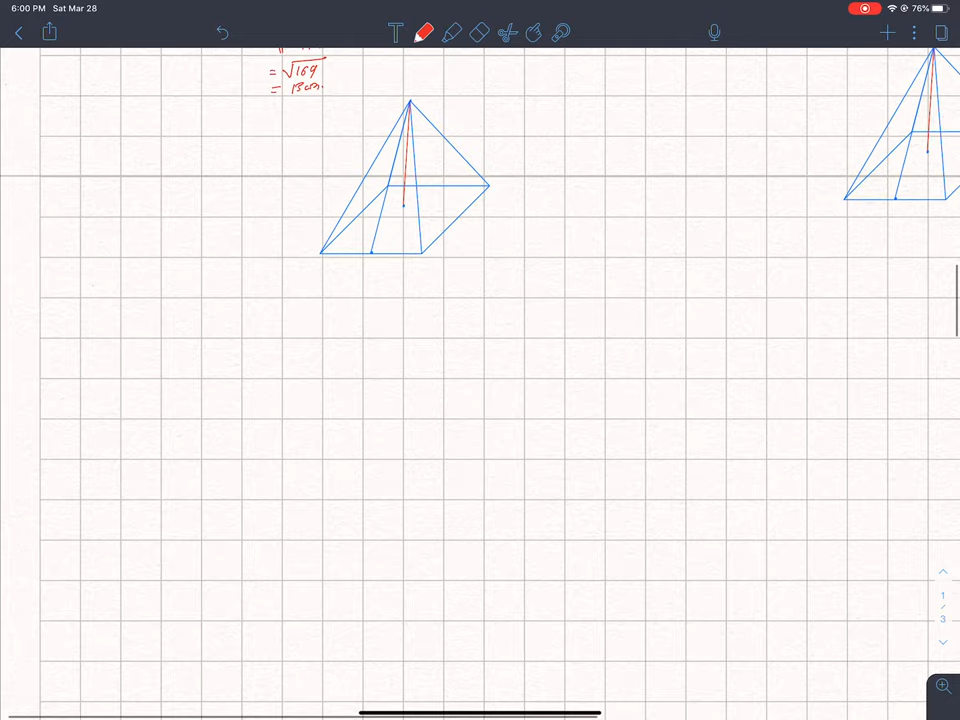 6:00 PM Sat Mar 28
76%
T
= √169
= 13cm.
1
/
3